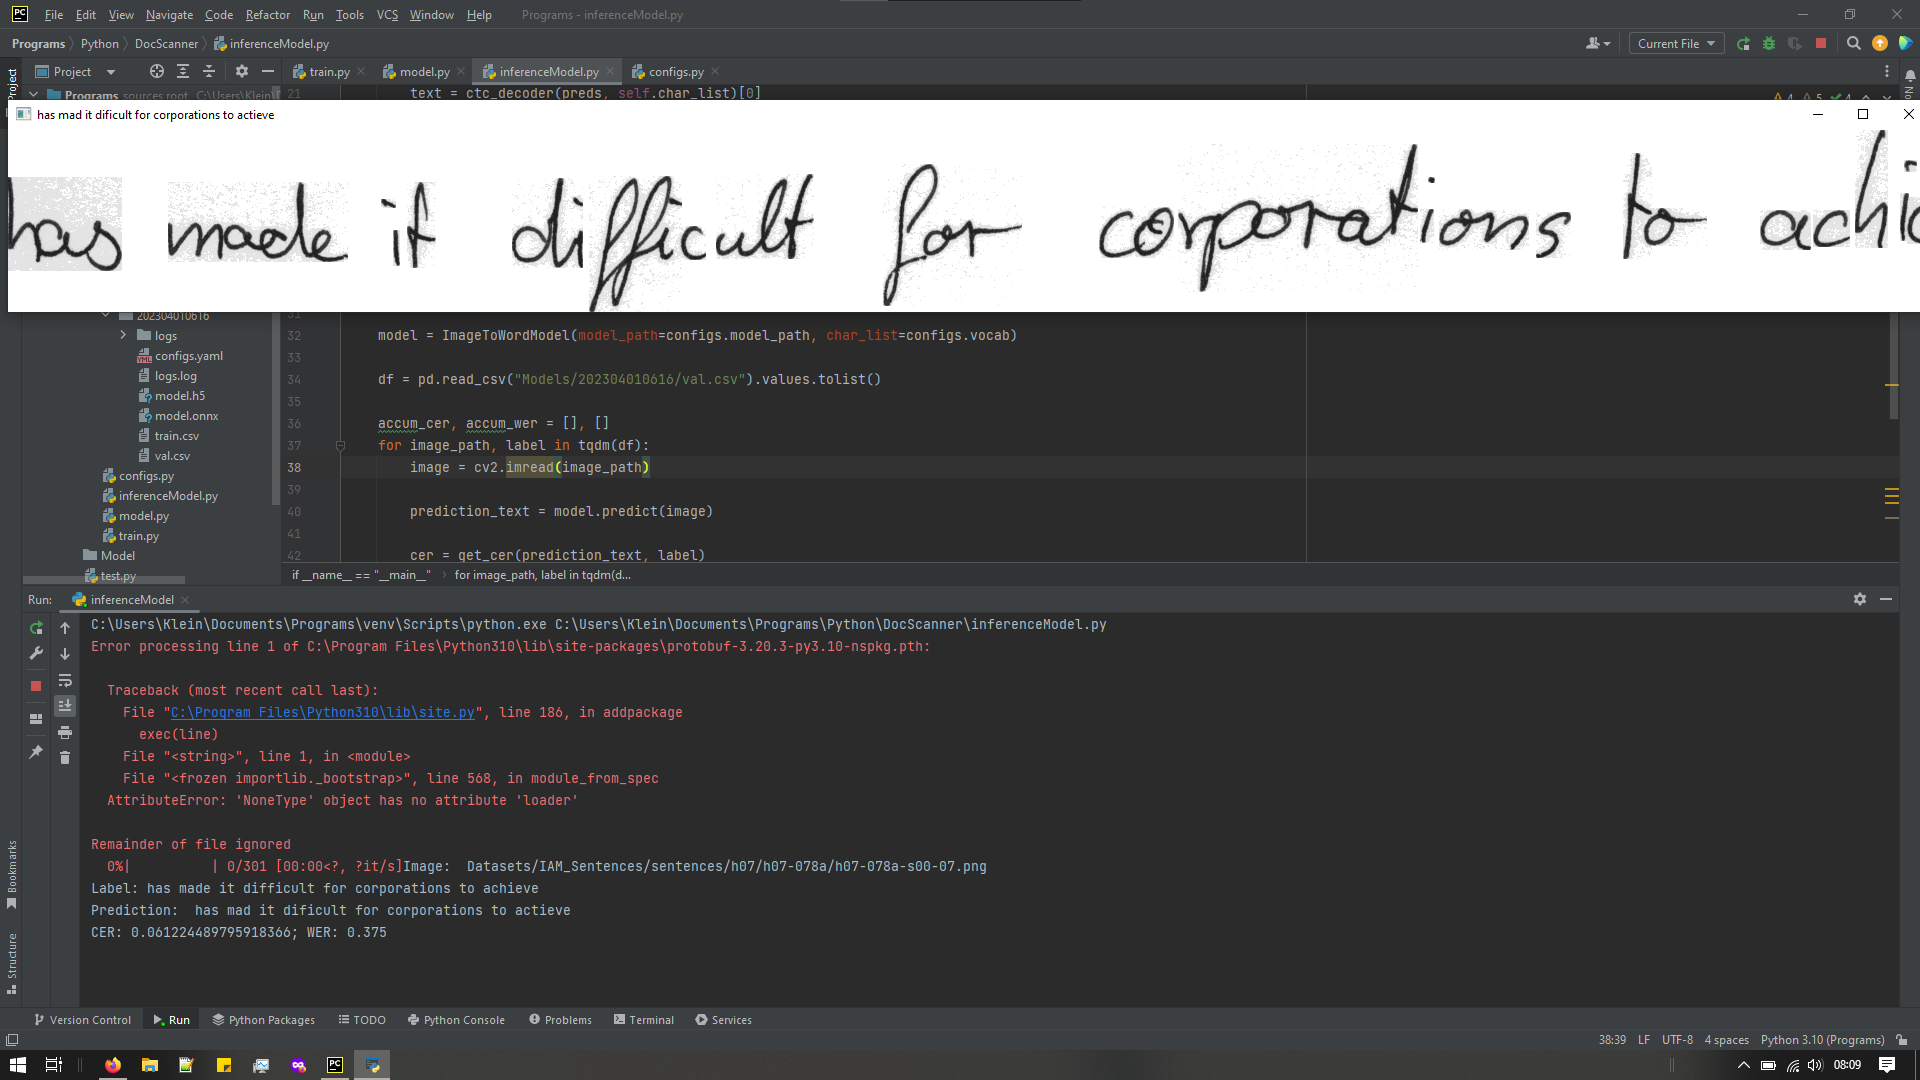 File Edit View Navigate Code Refactor Run Tools VCS Window Help Programs - inferenceModel.py
Programs Python DocScanner inferenceModel.py Current File
Project train.py model.py inferenceModel.py configs.py
Project
Programs sources root
21 text = ctc_decoder(preds, self.char_list)[0]
has mad it dificult for corporations to actieve
has made it difficult for corporations to achi
202304010616
logs
configs.yaml
logs.log
model.h5
model.onnx
train.csv
val.csv
configs.py
inferenceModel.py
model.py
train.py
Model
test.py
31
32 model = ImageToWordModel(model_path=configs.model_path, char_list=configs.vocab)
33
34 df = pd.read_csv("Models/202304010616/val.csv").values.tolist()
35
36 accum_cer, accum_wer = [], []
37 for image_path, label in tqdm(df):
38 image = cv2.imread(image_path)
39
40 prediction_text = model.predict(image)
41
42 cer = get_cer(prediction_text, label)
if __name__ == "__main__" for image_path, label in tqdm(d...
Run: inferenceModel
C:\Users\Klein\Documents\Programs\venv\Scripts\python.exe C:\Users\Klein\Documents\Programs\Python\DocScanner\inferenceModel.py
Error processing line 1 of C:\Program Files\Python310\lib\site-packages\protobuf-3.20.3-py3.10-nspkg.pth:
Traceback (most recent call last):
File "C:\Program Files\Python310\lib\site.py", line 186, in addpackage
exec(line)
File "<string>", line 1, in <module>
File "<frozen importlib._bootstrap>", line 568, in module_from_spec
AttributeError: 'NoneType' object has no attribute 'loader'
Remainder of file ignored
0%| | 0/301 [00:00<?, ?it/s]Image: Datasets/IAM_Sentences/sentences/h07/h07-078a/h07-078a-s00-07.png
Label: has made it difficult for corporations to achieve
Prediction: has mad it dificult for corporations to actieve
CER: 0.061224489795918366; WER: 0.375
Bookmarks
Structure
Version Control Run Python Packages TODO Python Console Problems Terminal Services
38:39 LF UTF-8 4 spaces Python 3.10 (Programs)
08:09